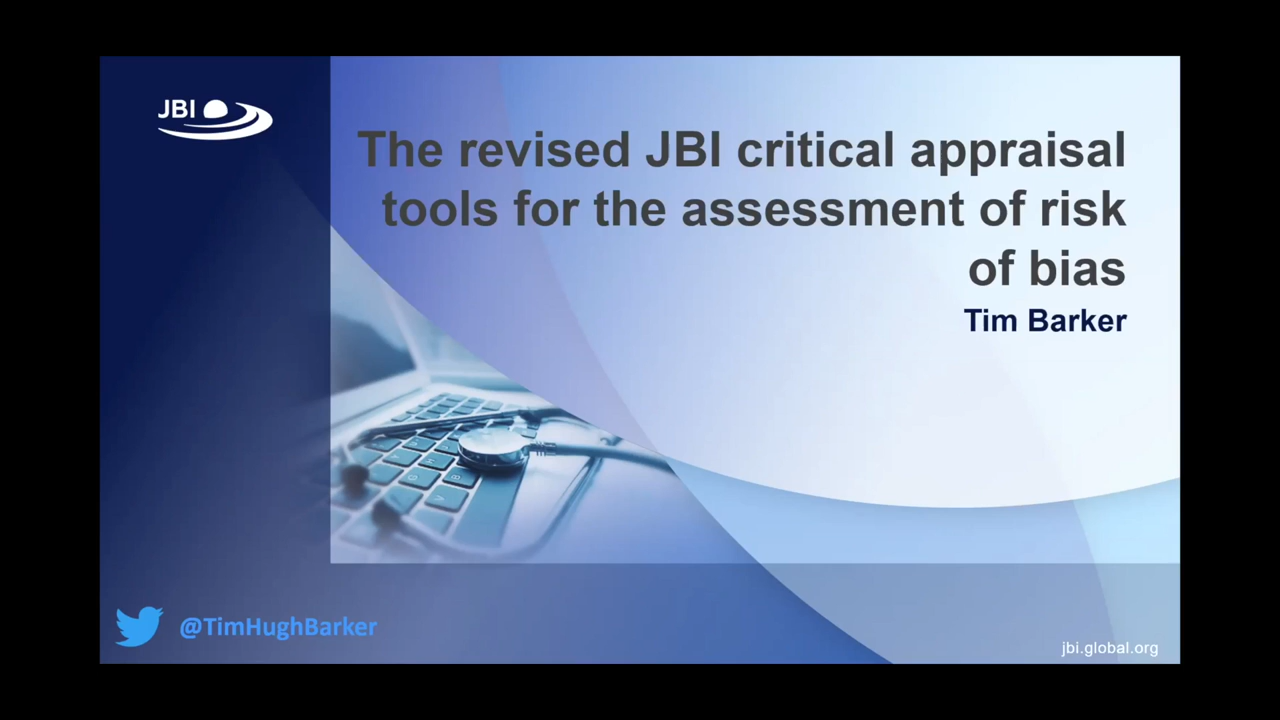 JBI
The revised JBI critical appraisal
tools for the assessment of risk
of bias
Tim Barker
@TimHughBarker
jbi.global.org